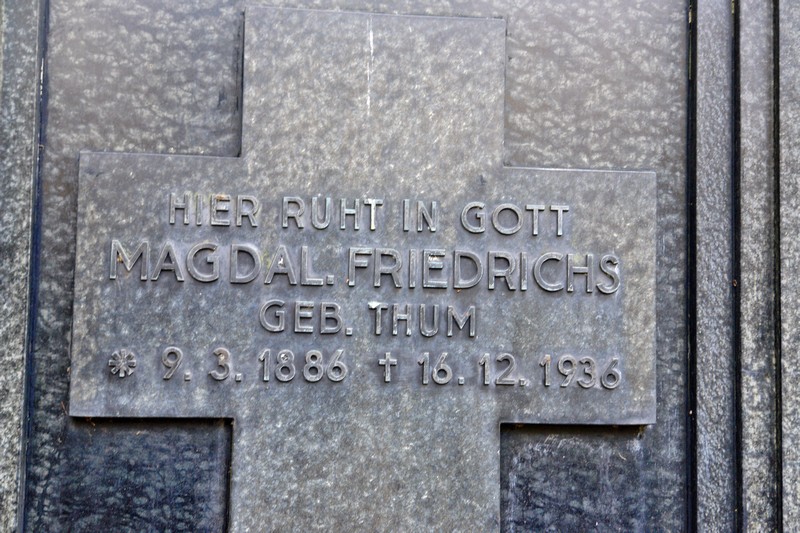 HIER RUHT IN GOTT
MAGDAL. FRIEDRICHS
GEB. THUM
* 9. 3. 1886 † 16. 12. 1936